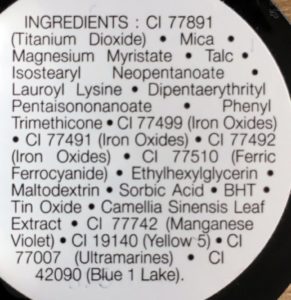 INGREDIENTS : CI 77891
(Titanium Dioxide) • Mica •
Magnesium Myristate • Talc •
Isostearyl Neopentanoate •
Lauroyl Lysine • Dipentaerythrityl
Pentaisononanoate • Phenyl
Trimethicone • CI 77499 (Iron Oxides)
• CI 77491 (Iron Oxides) • CI 77492
(Iron Oxides) • CI 77510 (Ferric
Ferrocyanide) • Ethylhexylglycerin •
Maltodextrin • Sorbic Acid • BHT •
Tin Oxide • Camellia Sinensis Leaf
Extract • CI 77742 (Manganese
Violet) • CI 19140 (Yellow 5) • CI
77007 (Ultramarines) • CI
42090 (Blue 1 Lake).